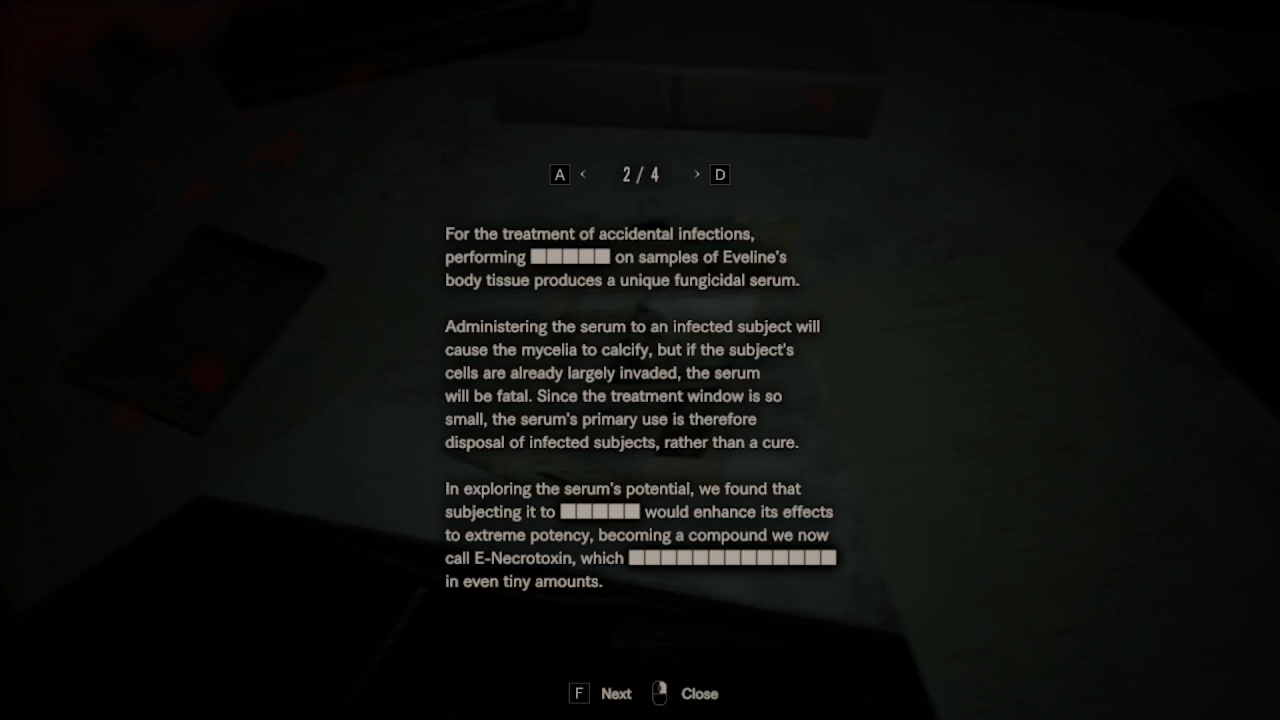 A < 2 / 4 > D
For the treatment of accidental infections,
performing █████ on samples of Eveline's
body tissue produces a unique fungicidal serum.
Administering the serum to an infected subject will
cause the mycelia to calcify, but if the subject's
cells are already largely invaded, the serum
will be fatal. Since the treatment window is so
small, the serum's primary use is therefore
disposal of infected subjects, rather than a cure.
In exploring the serum's potential, we found that
subjecting it to █████ would enhance its effects
to extreme potency, becoming a compound we now
call E-Necrotoxin, which █████████████
in even tiny amounts.
F Next Close